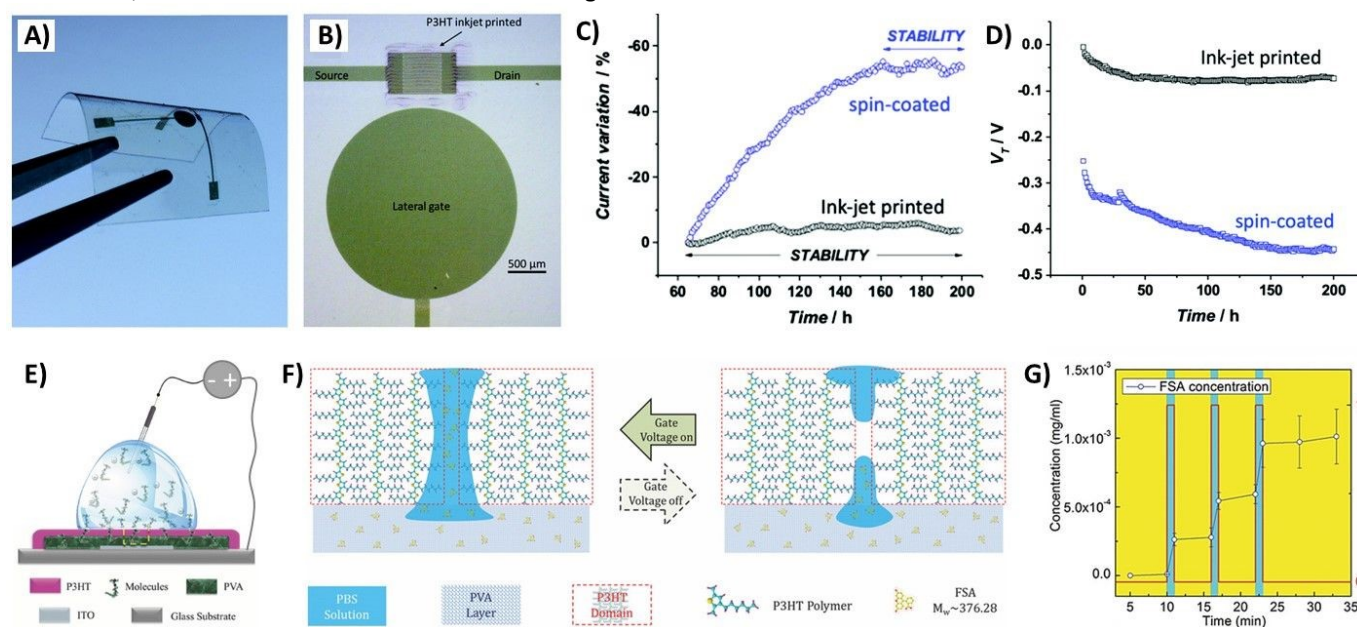 A)
B)
P3HT inkjet printed
Source
Drain
Lateral gate
500 µm
C)
Current variation / %
-60
-50
-40
-30
-20
-10
0
STABILITY
spin-coated
Ink-jet printed
STABILITY
60 80 100 120 140 160 180 200
Time / h
D)
V_T / V
0.0
-0.1
-0.2
-0.3
-0.4
-0.5
Ink-jet printed
spin-coated
0 50 100 150 200
Time / h
E)
- +
P3HT
Molecules
PVA
ITO
Glass Substrate
F)
Gate
Voltage on
Gate
Voltage off
PBS
Solution
PVA
Layer
P3HT
Domain
P3HT Polymer
FSA
Mw~376.28
G)
Concentration (mg/ml)
1.5x10⁻³
1.0x10⁻³
5.0x10⁻⁴
0.0
FSA concentration
5 10 15 20 25 30 35
Time (min)